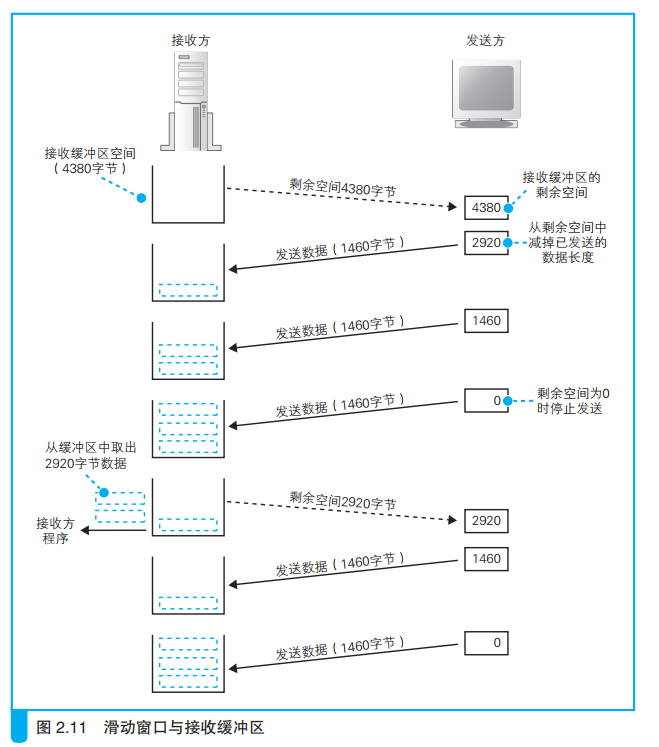 接收方
发送方
接收缓冲区空间
（4380字节）
剩余空间4380字节
接收缓冲区的
剩余空间
4380
从剩余空间中
减掉已发送的
数据长度
2920
发送数据（1460字节）
1460
发送数据（1460字节）
剩余空间为0
时停止发送
0
发送数据（1460字节）
从缓冲区中取出
2920字节数据
剩余空间2920字节
接收方
程序
2920
1460
发送数据（1460字节）
0
发送数据（1460字节）
图 2.11 滑动窗口与接收缓冲区